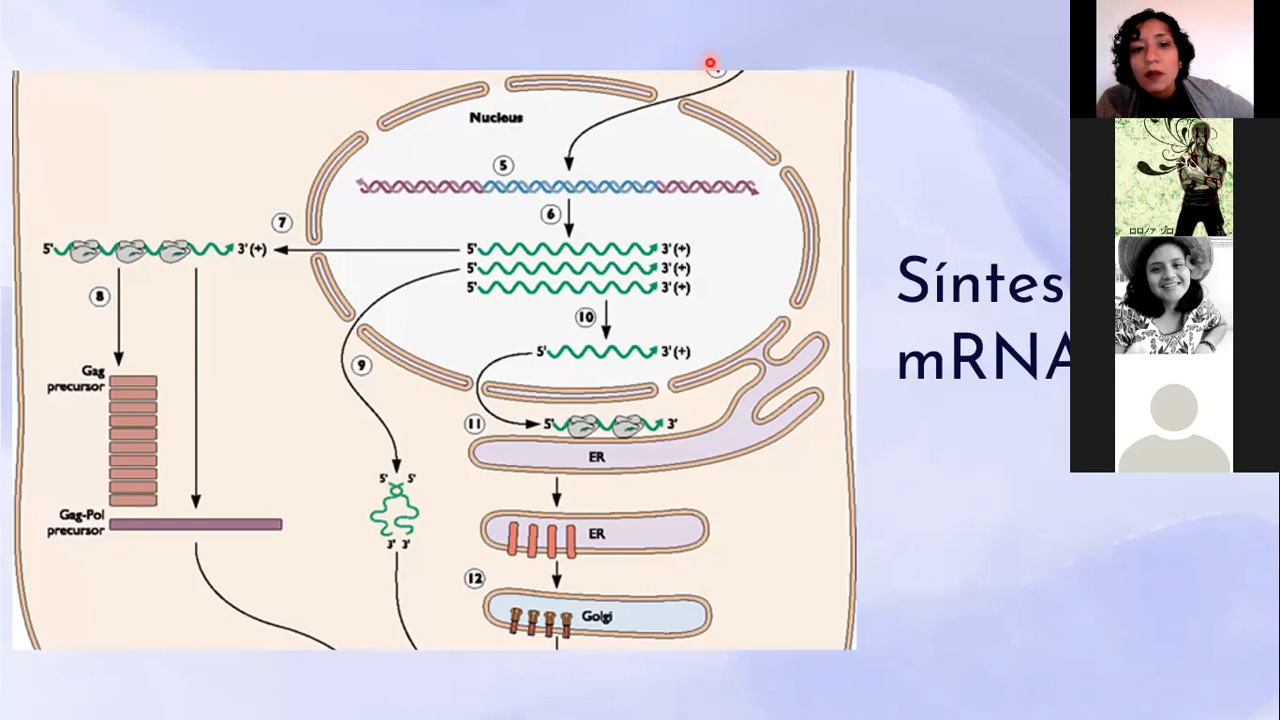 Nucleus
5
6
7
5' 3' (+)
5' 3' (+)
5' 3' (+)
5' 3' (+)
8
10
5' 3' (+)
9
Gag
precursor
11
5' 3'
ER
5' 5'
Gag-Pol
precursor
ER
3' 3'
12
Golgi
Síntes
mRNA